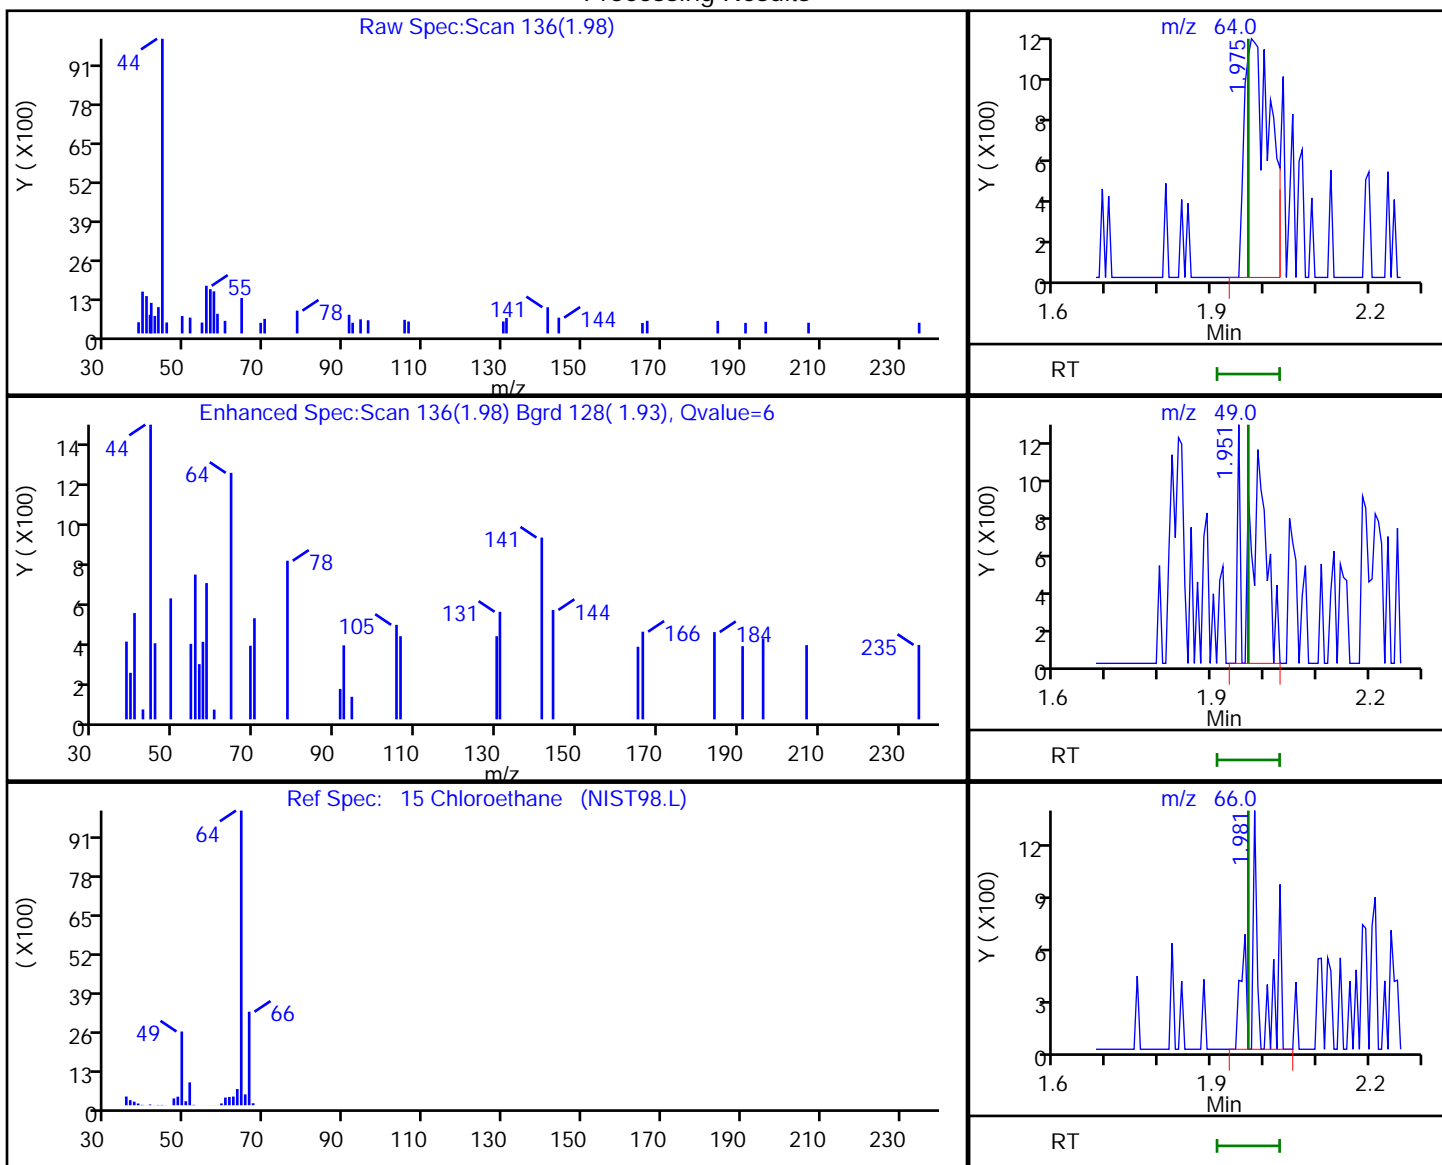 Processing Results
Raw Spec:Scan 136(1.98)
Y ( X100)
91
78
65
52
39
26
13
0
44
55
78
141
144
30 50 70 90 110 130 150 170 190 210 230
m/z
m/z 64.0
Y ( X100)
12
10
8
6
4
2
0
1.975
1.6 1.9 2.2
Min
RT
Enhanced Spec:Scan 136(1.98) Bgrd 128( 1.93), Qvalue=6
Y ( X100)
14
12
10
8
6
4
2
0
44
64
78
105
131
141
144
166
184
235
30 50 70 90 110 130 150 170 190 210 230
m/z
m/z 49.0
Y ( X100)
12
10
8
6
4
2
0
1.951
1.6 1.9 2.2
Min
RT
Ref Spec: 15 Chloroethane (NIST98.L)
( X100)
91
78
65
52
39
26
13
0
64
49
66
30 50 70 90 110 130 150 170 190 210 230
m/z 66.0
Y ( X100)
12
9
6
3
0
1.981
1.6 1.9 2.2
Min
RT